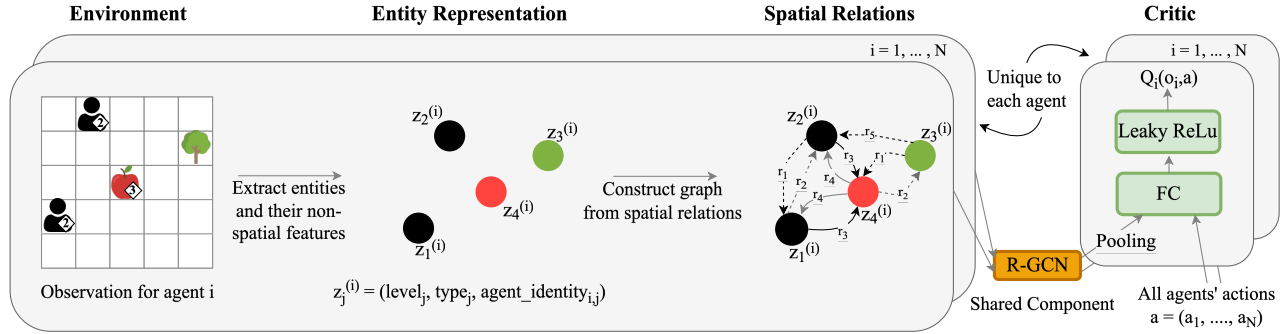 Environment
Entity Representation
Spatial Relations
Critic
i = 1, ... , N
i = 1, ... , N
2
3
2
Observation for agent i
Extract entities
and their non-
spatial features
z₂⁽ⁱ⁾
z₃⁽ⁱ⁾
z₄⁽ⁱ⁾
z₁⁽ⁱ⁾
zⱼ⁽ⁱ⁾ = (levelⱼ, typeⱼ, agent_identityᵢ,ⱼ)
Construct graph
from spatial relations
z₂⁽ⁱ⁾
z₃⁽ⁱ⁾
r₅
r₃
r₁
r₁
r₂
r₄
r₄
r₂
z₄⁽ⁱ⁾
r₃
z₁⁽ⁱ⁾
Unique to
each agent
R-GCN
Shared Component
Qᵢ(oᵢ,a)
Leaky ReLu
FC
Pooling
All agents' actions
a = (a₁, ...., a_N)